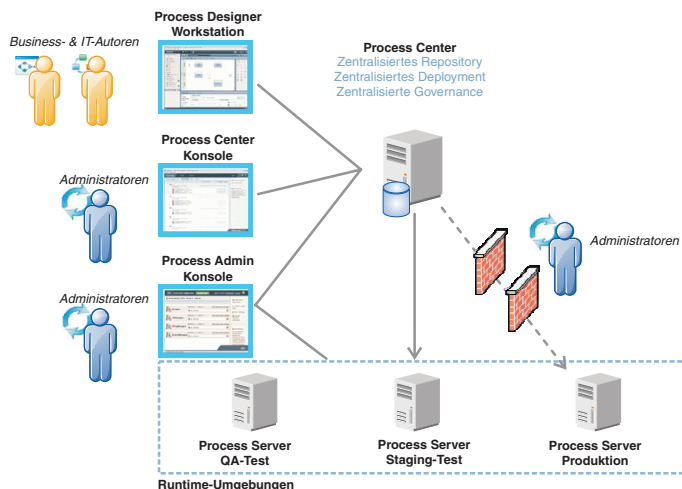 Process Designer
Workstation
Business- & IT-Autoren
Process Center
Zentralisiertes Repository
Zentralisiertes Deployment
Zentralisierte Governance
Process Center
Konsole
Administratoren
Administratoren
Process Admin
Konsole
Administratoren
Process Server
QA-Test
Process Server
Staging-Test
Process Server
Produktion
Runtime-Umgebungen